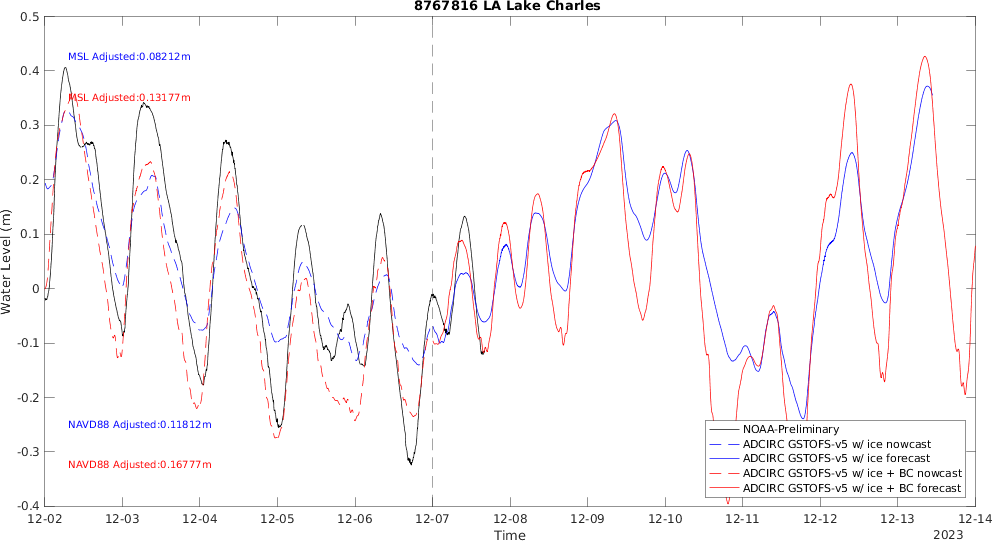 8767816 LA Lake Charles
Water Level (m)
0.5
0.4
0.3
0.2
0.1
0
-0.1
-0.2
-0.3
-0.4
MSL Adjusted:0.08212m
MSL Adjusted:0.13177m
NAVD88 Adjusted:0.11812m
NAVD88 Adjusted:0.16777m
NOAA-Preliminary
ADCIRC GSTOFS-v5 w/ ice nowcast
ADCIRC GSTOFS-v5 w/ ice forecast
ADCIRC GSTOFS-v5 w/ ice + BC nowcast
ADCIRC GSTOFS-v5 w/ ice + BC forecast
12-02 12-03 12-04 12-05 12-06 12-07 12-08 12-09 12-10 12-11 12-12 12-13 12-14
Time
2023